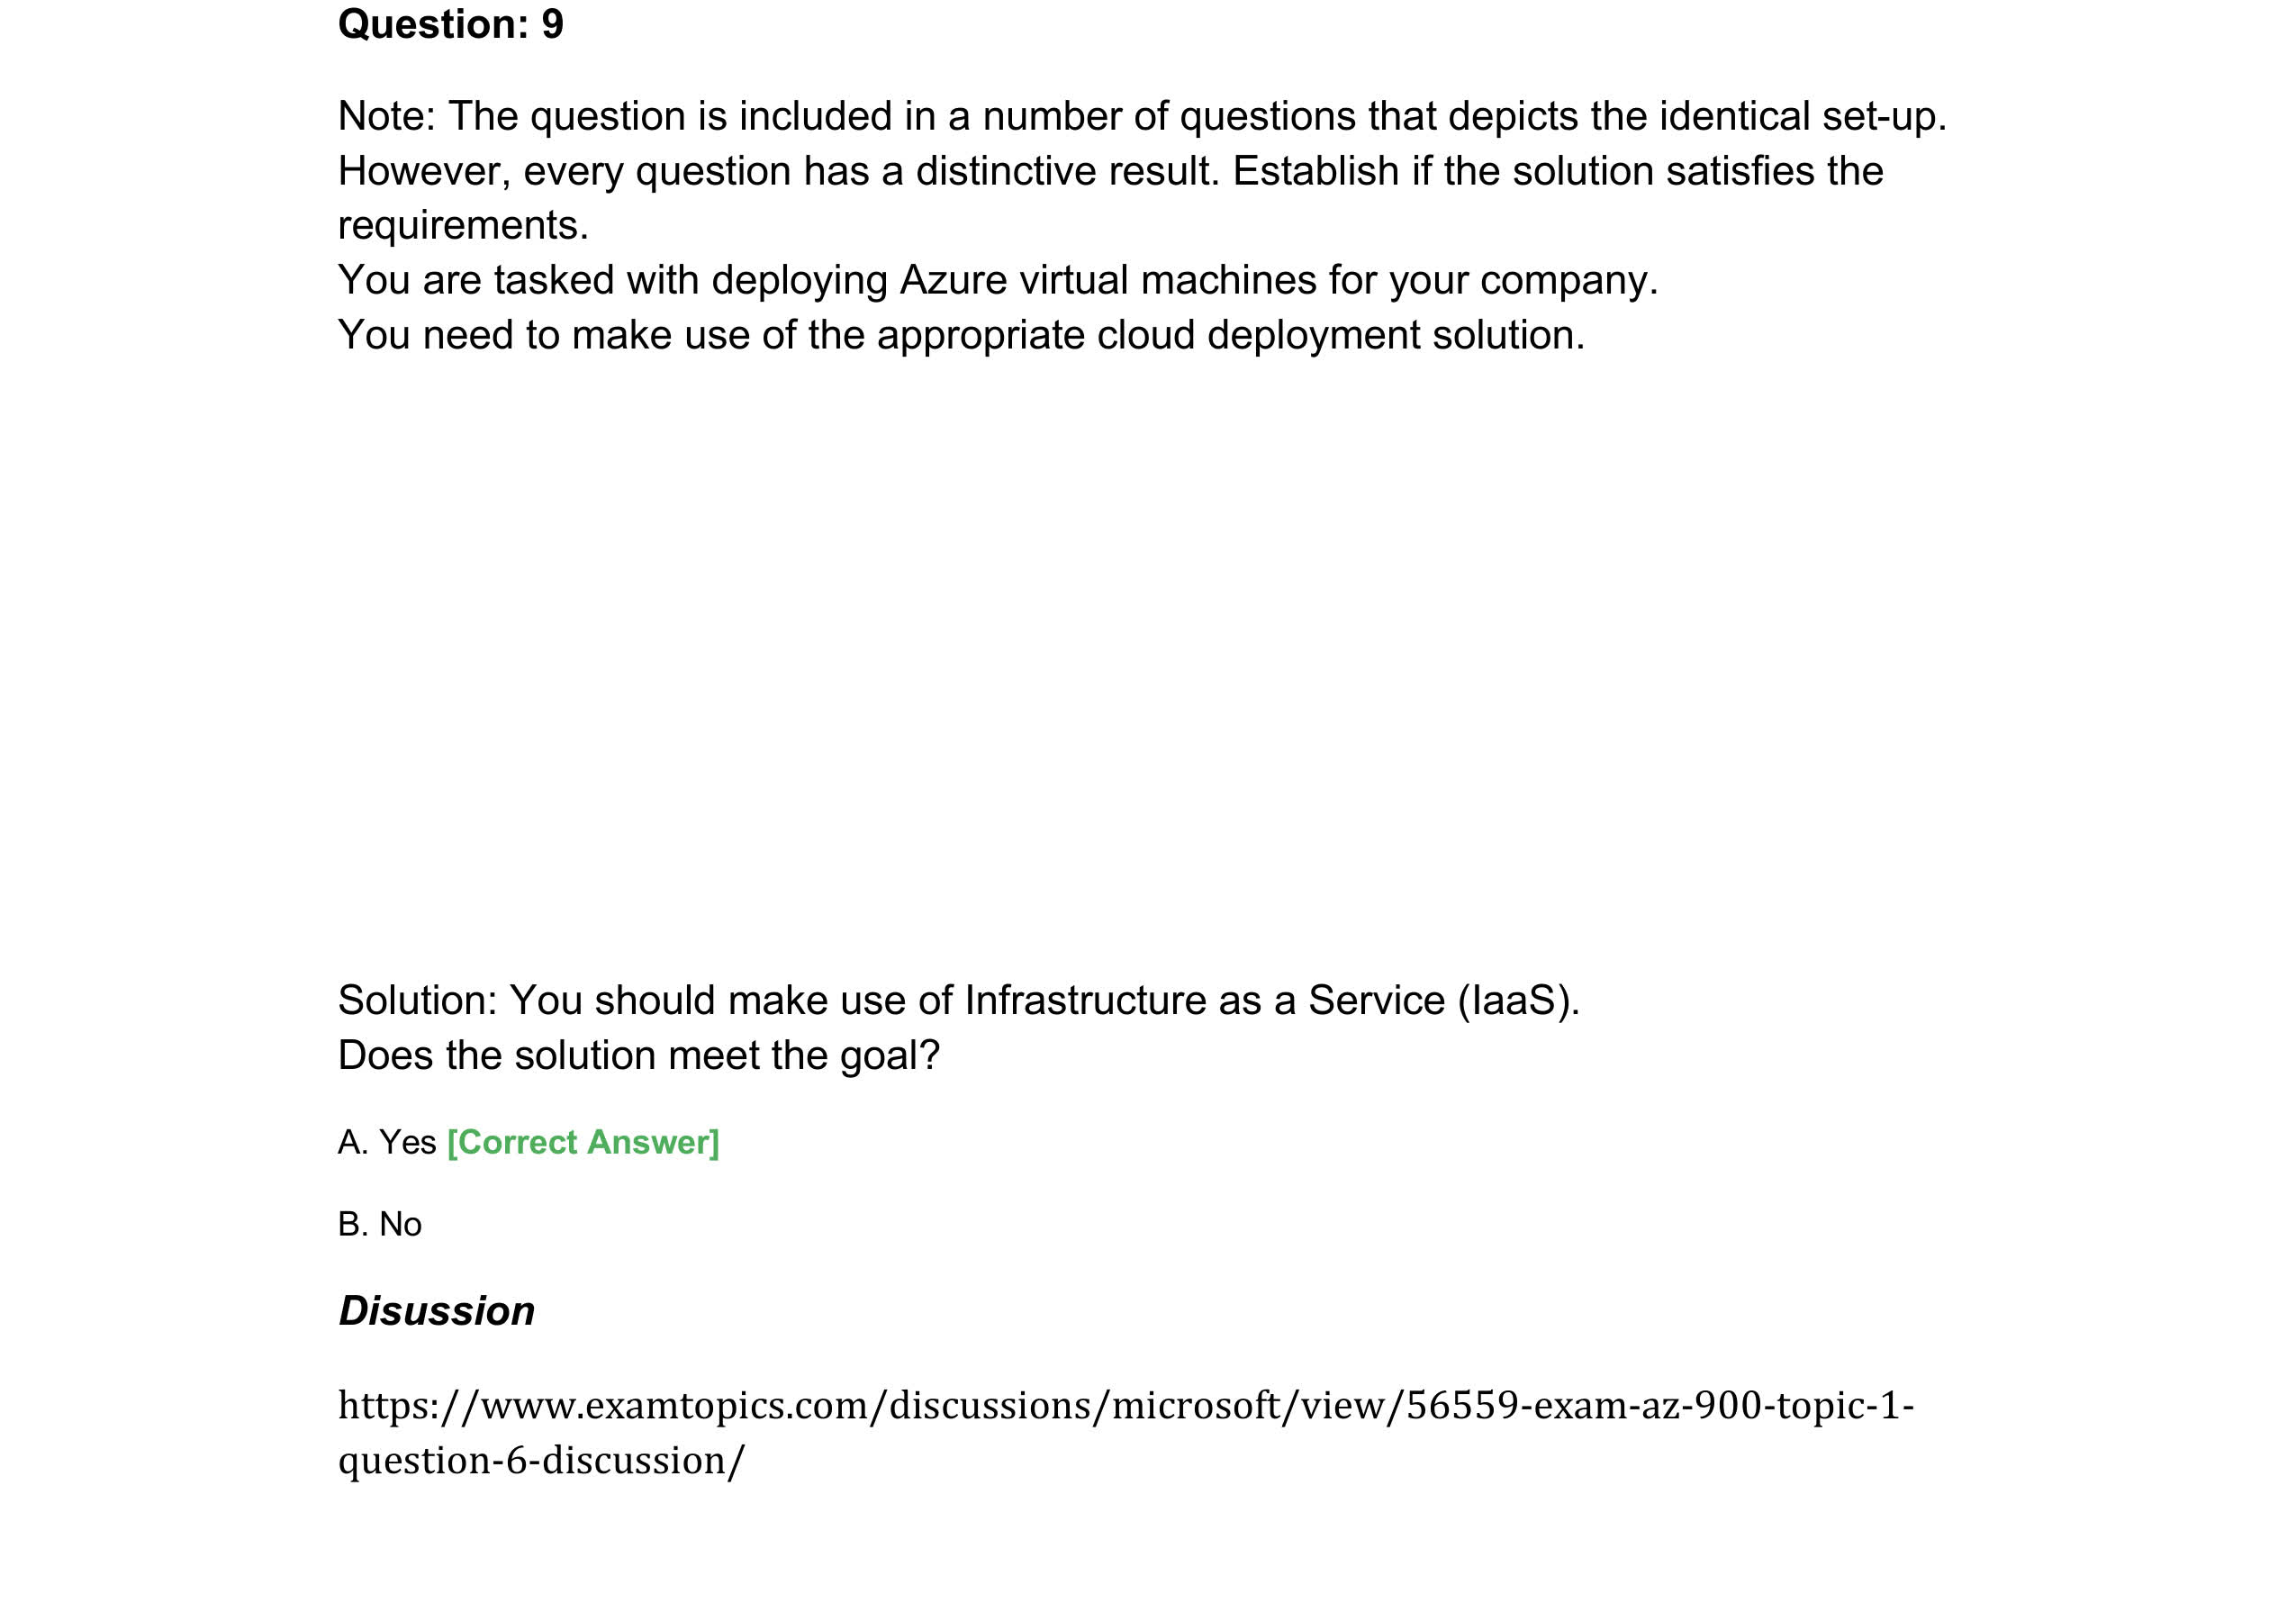 Question: 9
Note: The question is included in a number of questions that depicts the identical set-up.
However, every question has a distinctive result. Establish if the solution satisfies the
requirements.
You are tasked with deploying Azure virtual machines for your company.
You need to make use of the appropriate cloud deployment solution.
Solution: You should make use of Infrastructure as a Service (IaaS).
Does the solution meet the goal?
A. Yes [Correct Answer]
B. No
Disussion
https://www.examtopics.com/discussions/microsoft/view/56559-exam-az-900-topic-1-
question-6-discussion/